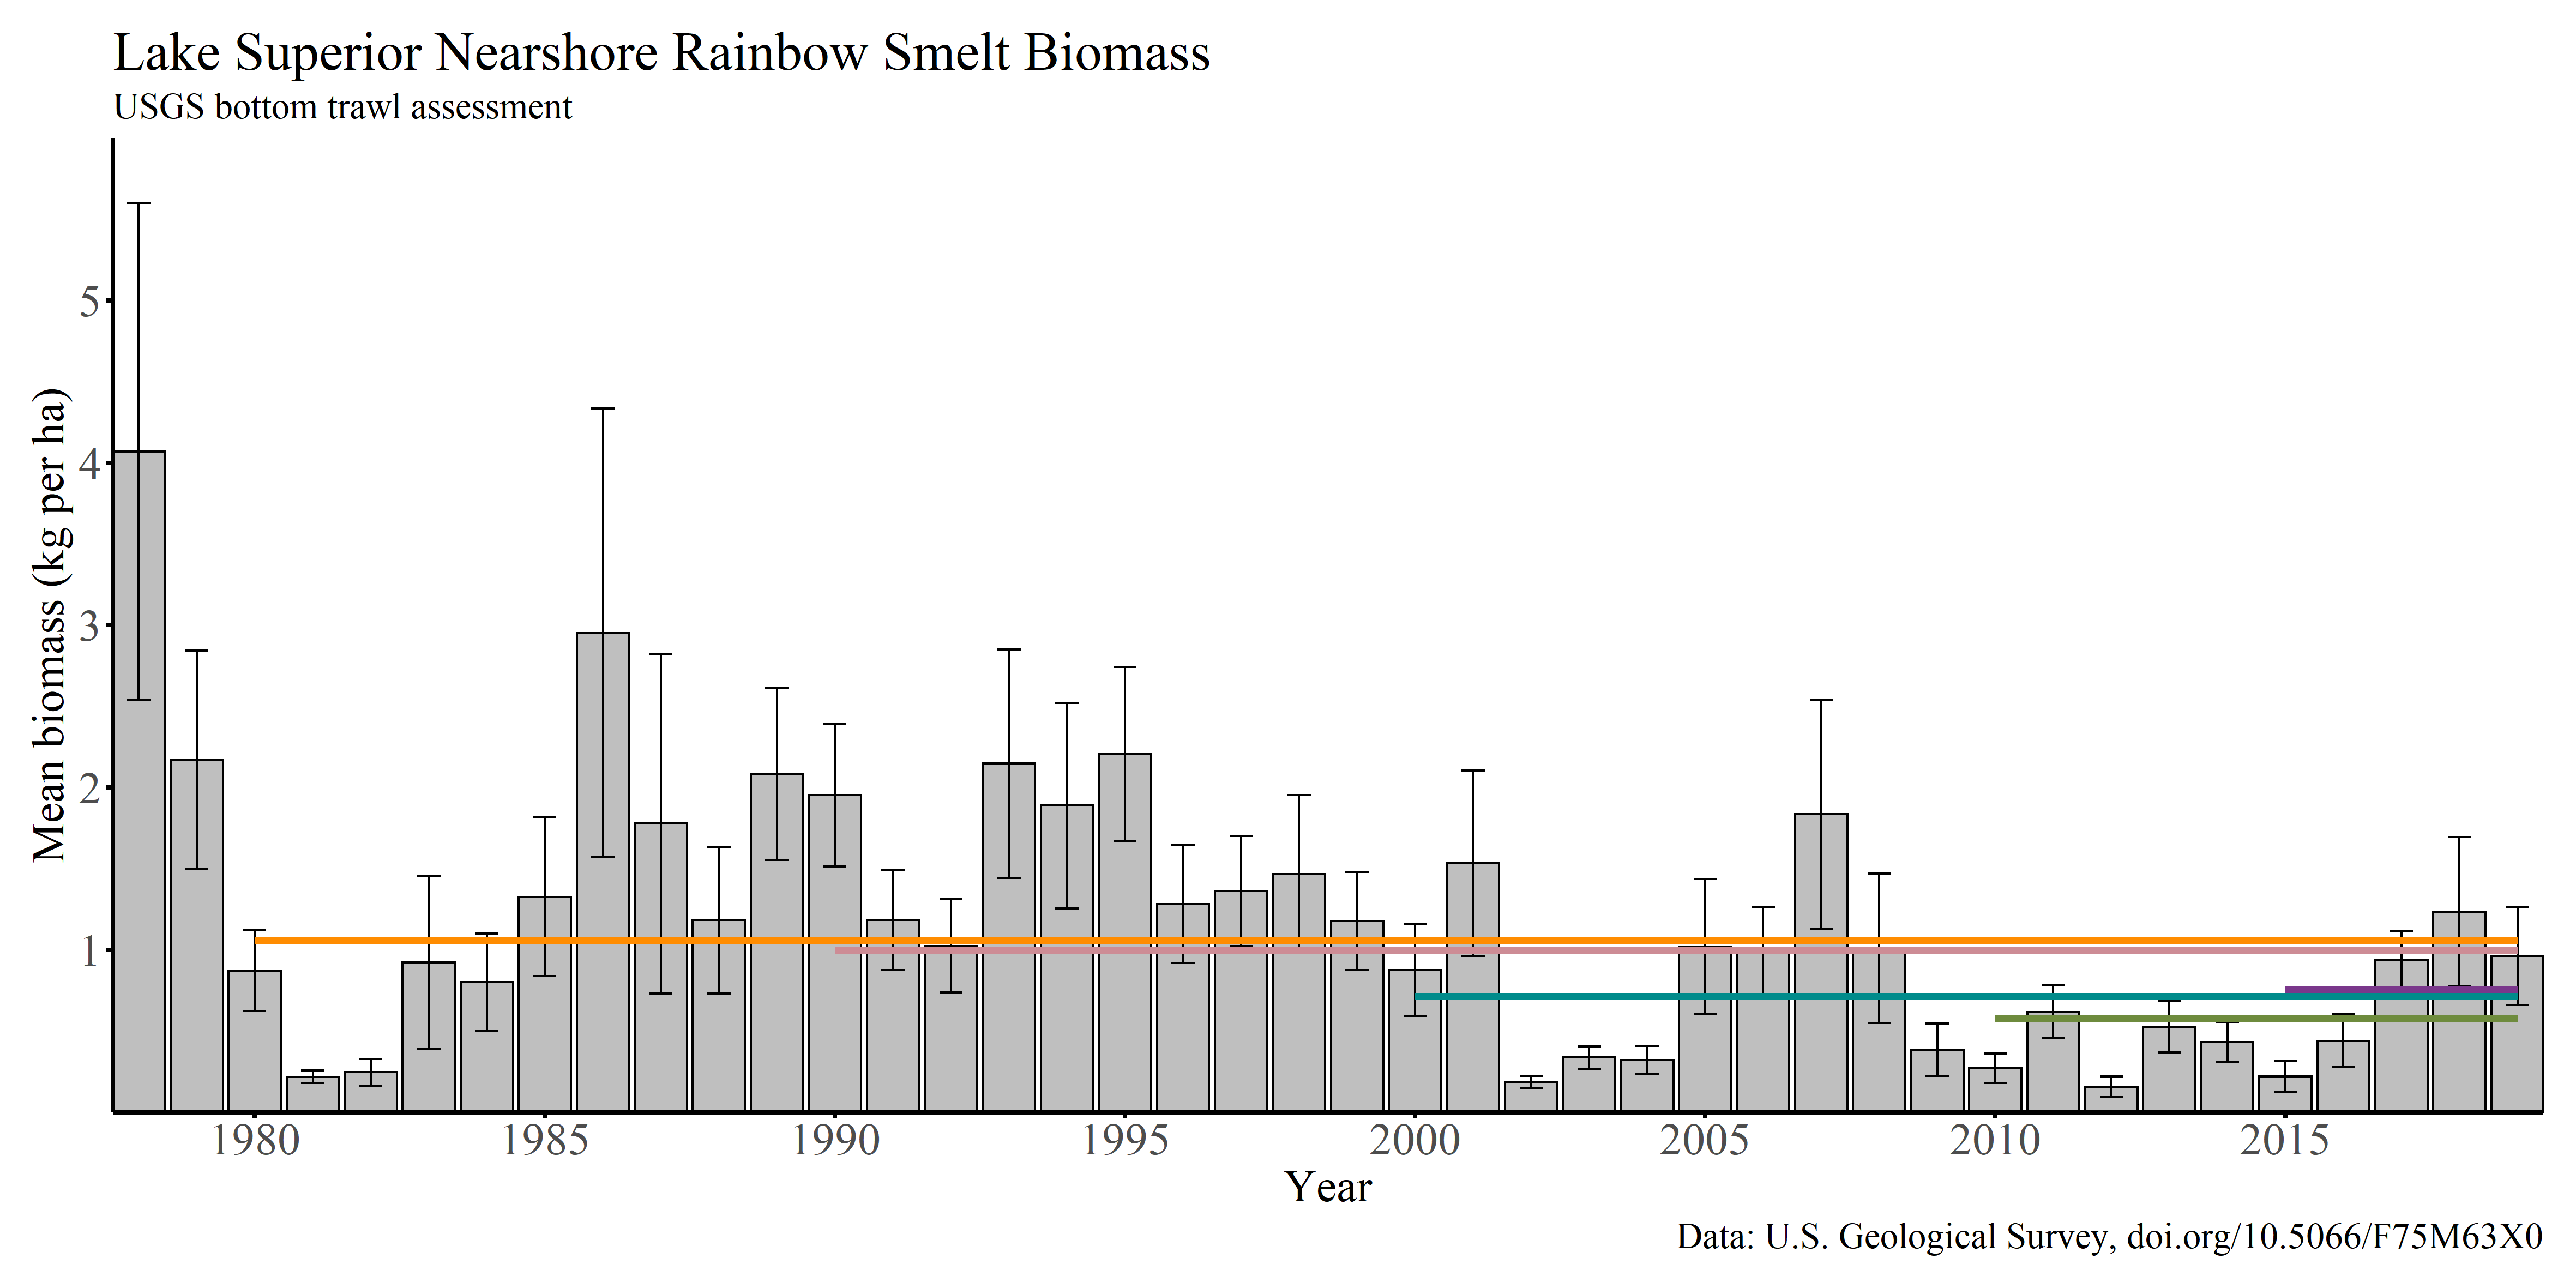 Lake Superior Nearshore Rainbow Smelt Biomass
USGS bottom trawl assessment
Mean biomass (kg per ha)
5
4
3
2
1
1980 1985 1990 1995 2000 2005 2010 2015
Year
Data: U.S. Geological Survey, doi.org/10.5066/F75M63X0